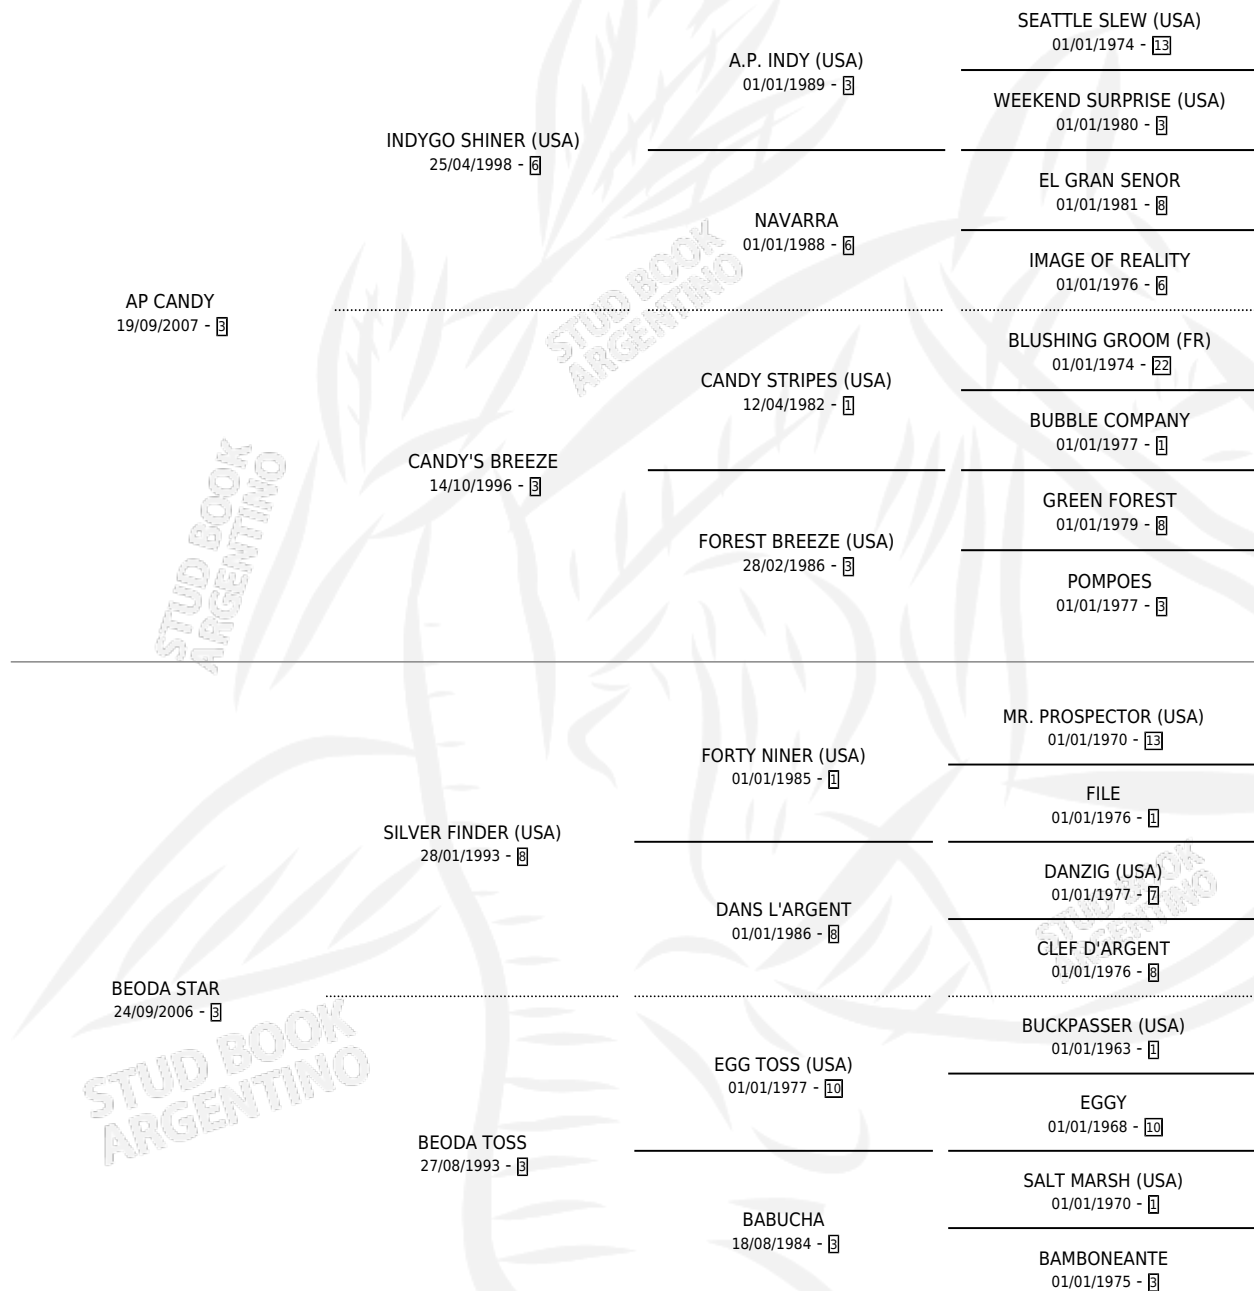 SEATTLE SLEW (USA)
01/01/1974 - 13
A.P. INDY (USA)
01/01/1989 - 3
WEEKEND SURPRISE (USA)
01/01/1980 - 3
INDYGO SHINER (USA)
25/04/1998 - 6
EL GRAN SENOR
01/01/1981 - 8
NAVARRA
01/01/1988 - 6
IMAGE OF REALITY
01/01/1976 - 6
AP CANDY
19/09/2007 - 3
BLUSHING GROOM (FR)
01/01/1974 - 22
CANDY STRIPES (USA)
12/04/1982 - 1
BUBBLE COMPANY
01/01/1977 - 1
CANDY'S BREEZE
14/10/1996 - 3
GREEN FOREST
01/01/1979 - 8
FOREST BREEZE (USA)
28/02/1986 - 3
POMPOES
01/01/1977 - 3
MR. PROSPECTOR (USA)
01/01/1970 - 13
FORTY NINER (USA)
01/01/1985 - 1
FILE
01/01/1976 - 1
SILVER FINDER (USA)
28/01/1993 - 8
DANZIG (USA)
01/01/1977 - 7
DANS L'ARGENT
01/01/1986 - 8
CLEF D'ARGENT
01/01/1976 - 8
BEODA STAR
24/09/2006 - 3
BUCKPASSER (USA)
01/01/1963 - 1
EGG TOSS (USA)
01/01/1977 - 10
EGGY
01/01/1968 - 10
BEODA TOSS
27/08/1993 - 3
SALT MARSH (USA)
01/01/1970 - 1
BABUCHA
18/08/1984 - 3
BAMBONEANTE
01/01/1975 - 3
STUD BOOK
ARGENTINO
STUD BOOK
ARGENTINO
STUD BOOK
ARGENTINO
STUD BOOK
ARGENTINO